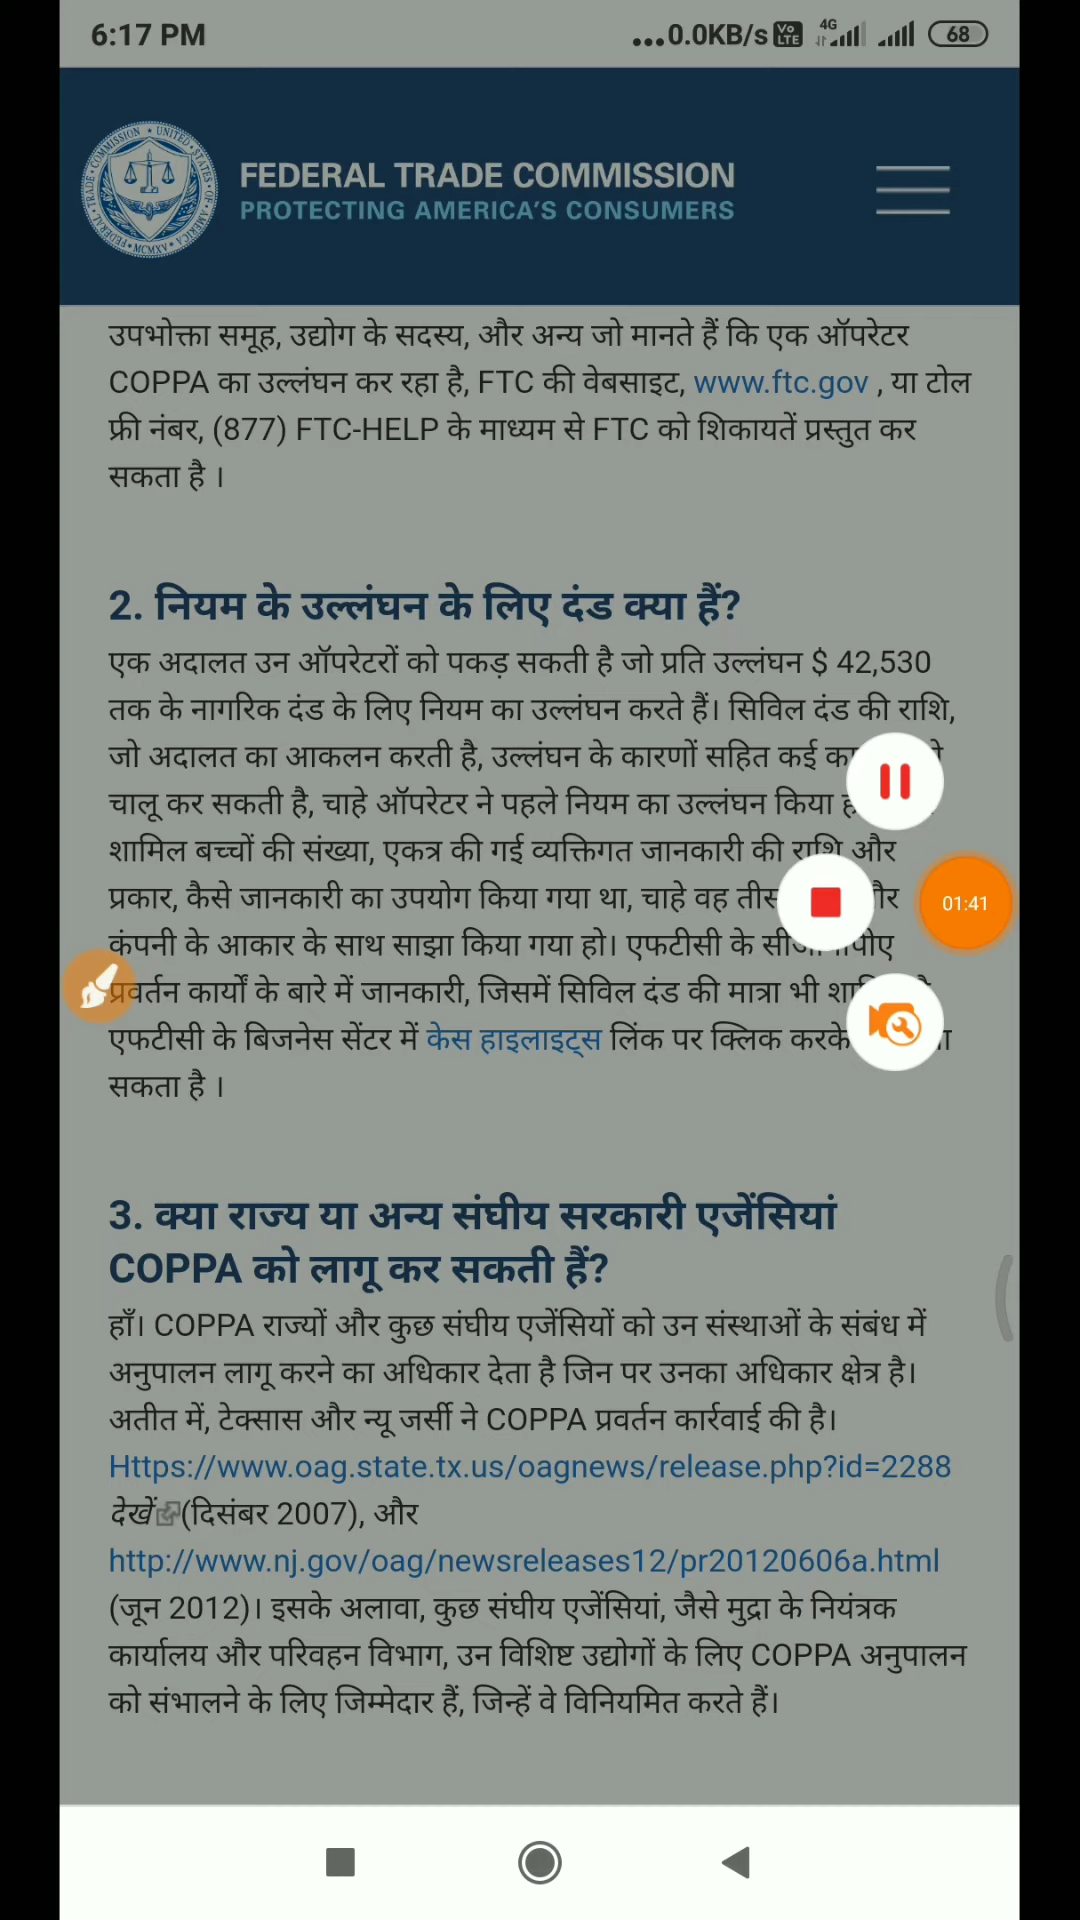 6:17 PM
...0.0KB/s Vo LTE 4G 68
FEDERAL TRADE COMMISSION
PROTECTING AMERICA'S CONSUMERS
उपभोक्ता समूह, उद्योग के सदस्य, और अन्य जो मानते हैं कि एक ऑपरेटर
COPPA का उल्लंघन कर रहा है, FTC की वेबसाइट, www.ftc.gov , या टोल
फ्री नंबर, (877) FTC-HELP के माध्यम से FTC को शिकायतें प्रस्तुत कर
सकता है ।
2. नियम के उल्लंघन के लिए दंड क्या हैं?
एक अदालत उन ऑपरेटरों को पकड़ सकती है जो प्रति उल्लंघन $ 42,530
तक के नागरिक दंड के लिए नियम का उल्लंघन करते हैं। सिविल दंड की राशि,
जो अदालत का आकलन करती है, उल्लंघन के कारणों सहित कई
चालू कर सकती है, चाहे ऑपरेटर ने पहले नियम का उल्लंघन किया
शामिल बच्चों की संख्या, एकत्र की गई व्यक्तिगत जानकारी की राशि और
प्रकार, कैसे जानकारी का उपयोग किया गया था, चाहे वह
01:41
कंपनी के आकार के साथ साझा किया गया हो। एफटीसी के
प्रवर्तन कार्यों के बारे में जानकारी, जिसमें सिविल दंड की मात्रा भी
एफटीसी के बिजनेस सेंटर में केस हाइलाइट्स लिंक पर क्लिक करके
सकता है ।
3. क्या राज्य या अन्य संघीय सरकारी एजेंसियां
COPPA को लागू कर सकती हैं?
हाँ। COPPA राज्यों और कुछ संघीय एजेंसियों को उन संस्थाओं के संबंध में
अनुपालन लागू करने का अधिकार देता है जिन पर उनका अधिकार क्षेत्र है।
अतीत में, टेक्सास और न्यू जर्सी ने COPPA प्रवर्तन कार्रवाई की है।
Https://www.oag.state.tx.us/oagnews/release.php?id=2288
देखें (दिसंबर 2007), और
http://www.nj.gov/oag/newsreleases12/pr20120606a.html
(जून 2012)। इसके अलावा, कुछ संघीय एजेंसियां, जैसे मुद्रा के नियंत्रक
कार्यालय और परिवहन विभाग, उन विशिष्ट उद्योगों के लिए COPPA अनुपालन
को संभालने के लिए जिम्मेदार हैं, जिन्हें वे विनियमित करते हैं।